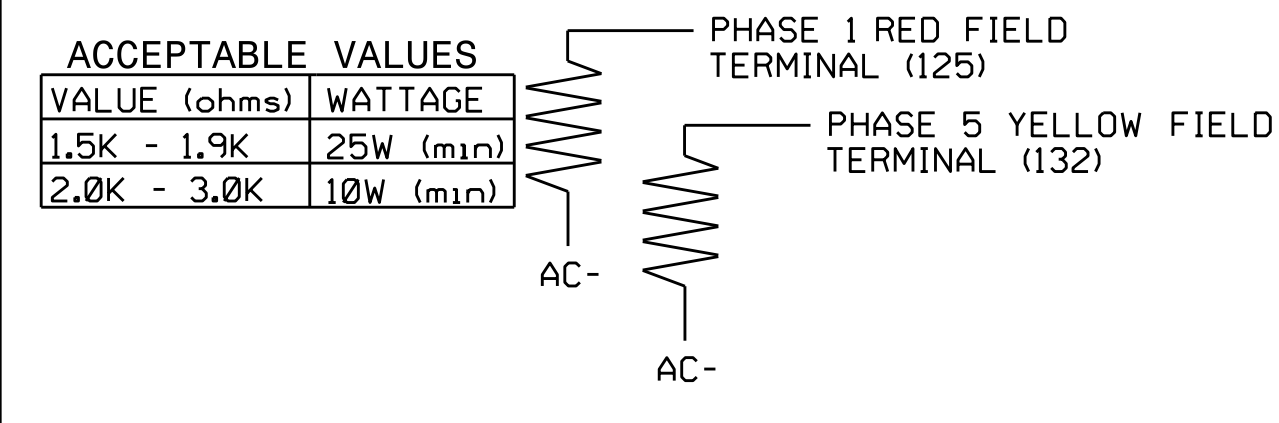 ACCEPTABLE VALUES
VALUE (ohms) WATTAGE
1.5K - 1.9K 25W (min)
2.0K - 3.0K 10W (min)
PHASE 1 RED FIELD
TERMINAL (125)
AC-
PHASE 5 YELLOW FIELD
TERMINAL (132)
AC-